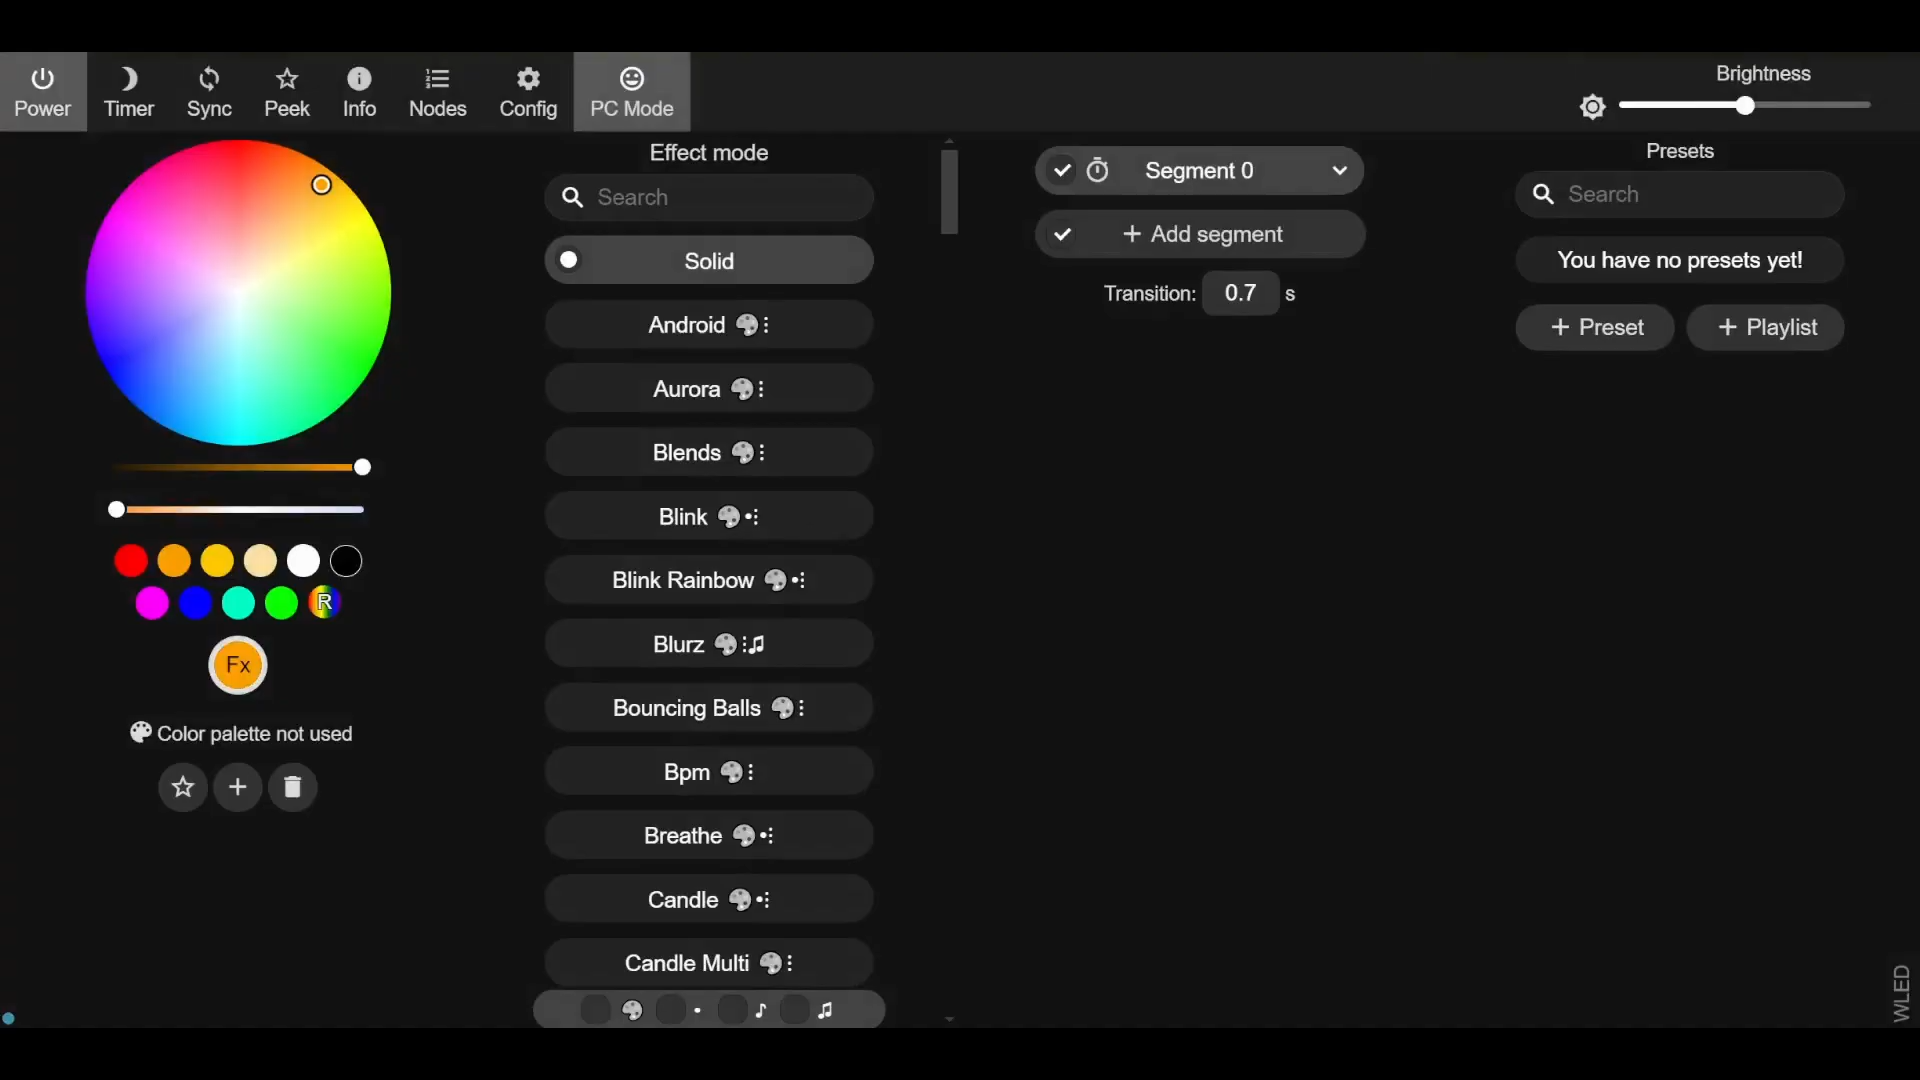 Power
Timer
Sync
Peek
Info
Nodes
Config
PC Mode
Brightness
R
Fx
Color palette not used
Effect mode
Search
Solid
Android
Aurora
Blends
Blink
Blink Rainbow
Blurz
Bouncing Balls
Bpm
Breathe
Candle
Candle Multi
Segment 0
+ Add segment
Transition: 0.7 s
Presets
Search
You have no presets yet!
+ Preset
+ Playlist
WLED